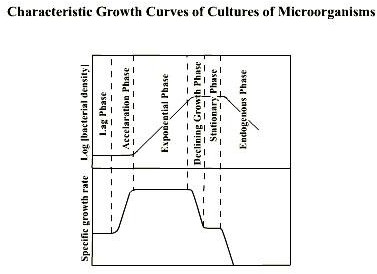 Characteristic Growth Curves of Cultures of Microorganisms
Log [bacterial density]
Lag Phase
Accelaration Phase
Exponential Phase
Declining Growth Phase
Stationary Phase
Endogenous Phase
Specific growth rate